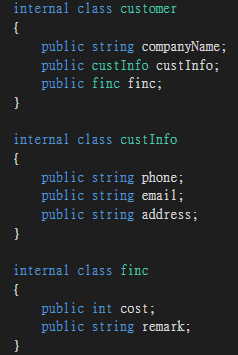 internal class customer
{
    public string companyName;
    public custInfo custInfo;
    public finc finc;
}

internal class custInfo
{
    public string phone;
    public string email;
    public string address;
}

internal class finc
{
    public int cost;
    public string remark;
}